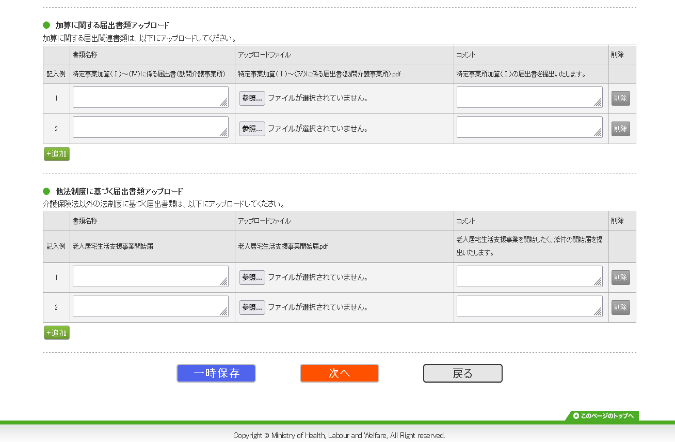 加算に関する届出書類アップロード
加算に関する届出関連書類は、以下にアップロードしてください。
書類名称 アップロードファイル コメント 削除
記入例 特定事業加算(Ⅰ)~(Ⅳ)に係る届出書(訪問介護事業所) 特定事業加算(Ⅰ)~(Ⅳ)に係る届出書(訪問介護事業所).pdf 特定事業所加算(Ⅰ)の届出書を提出いたします。
1 参照... ファイルが選択されていません。 削除
2 参照... ファイルが選択されていません。 削除
+追加
他法制度に基づく届出書類アップロード
介護保険法以外の法制度に基づく届出書類は、以下にアップロードしてください。
書類名称 アップロードファイル コメント 削除
記入例 老人居宅生活支援事業開始届 老人居宅生活支援事業開始届.pdf 老人居宅生活支援事業を開始したく、添付の開始届を提
出いたします。
1 参照... ファイルが選択されていません。 削除
2 参照... ファイルが選択されていません。 削除
+追加
一時保存 次へ 戻る
このページのトップへ
Copyright © Ministry of Health, Labour and Welfare, All Right reserved.